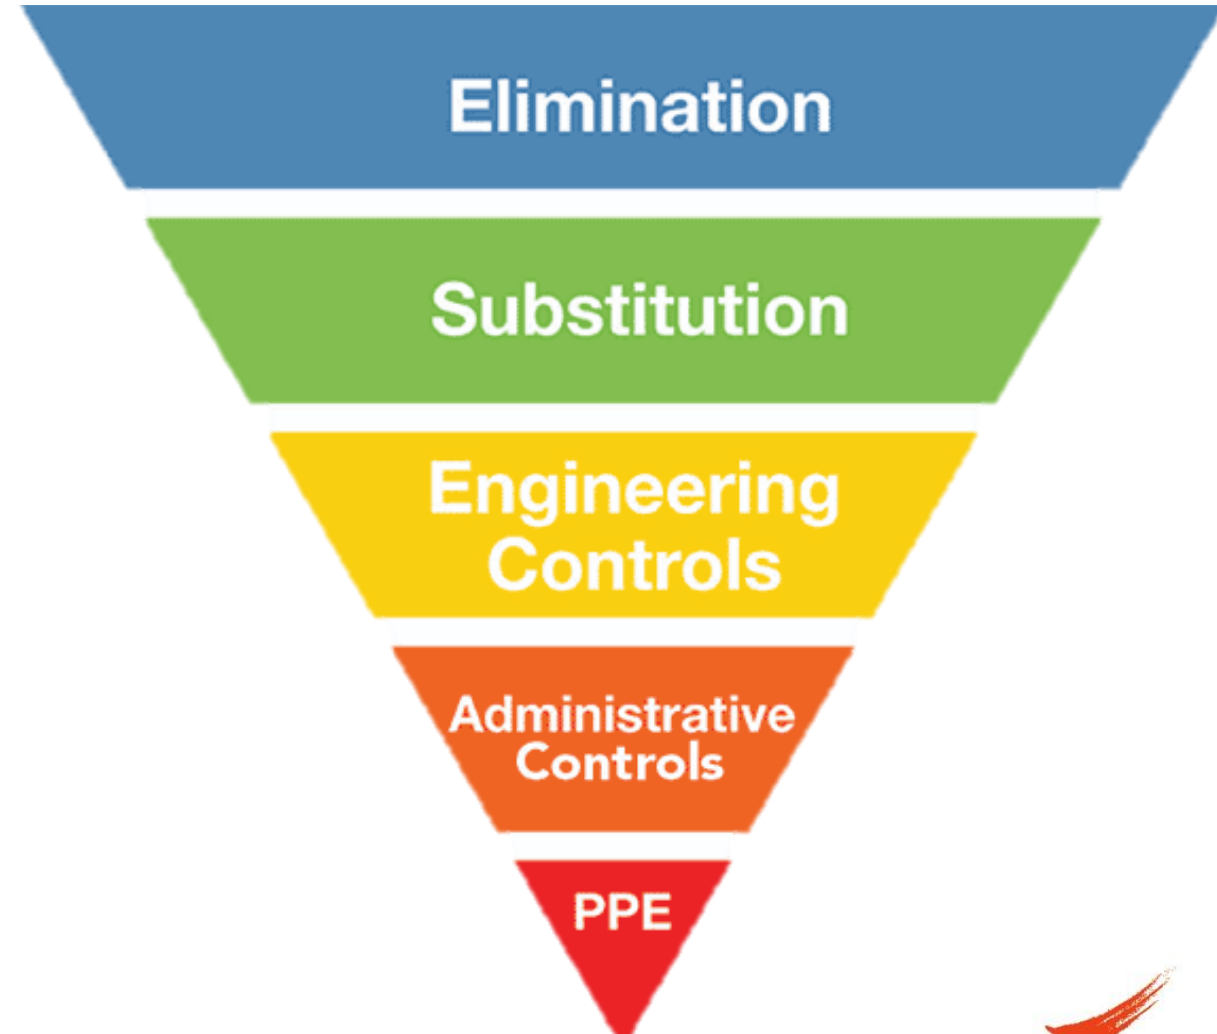 Elimination
Substitution
Engineering
Controls
Administrative
Controls
PPE